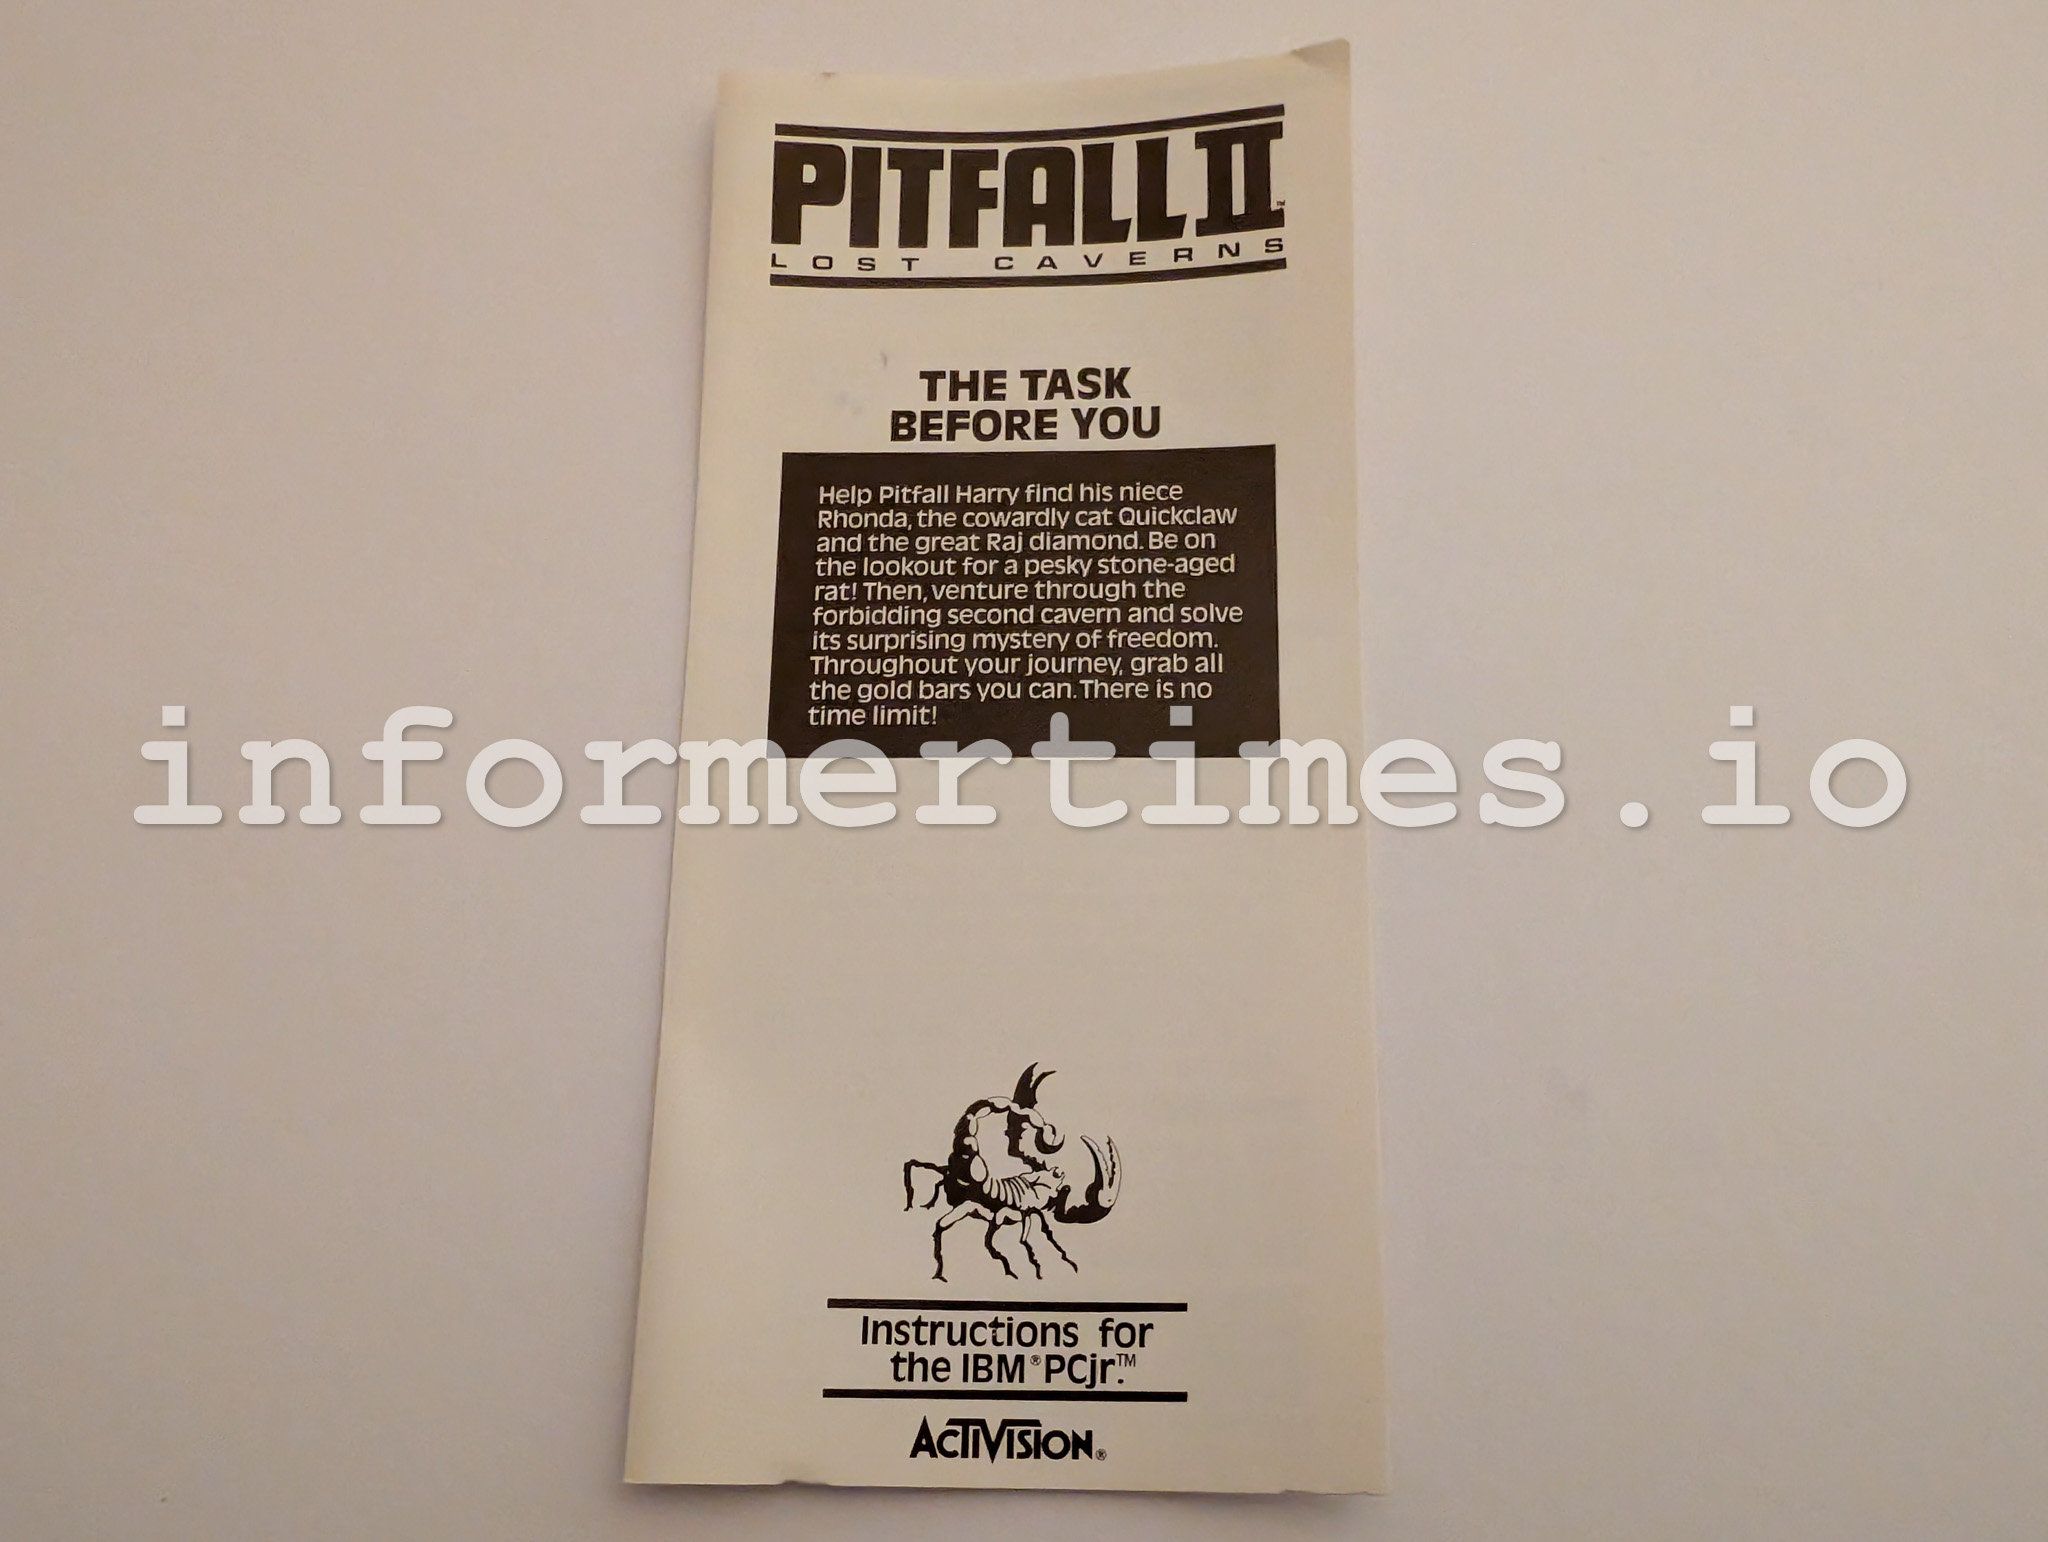 PITFALL II™
LOST CAVERNS
THE TASK
BEFORE YOU
Help Pitfall Harry find his niece
Rhonda, the cowardly cat Quickclaw
and the great Raj diamond. Be on
the lookout for a pesky stone-aged
rat! Then, venture through the
forbidding second cavern and solve
its surprising mystery of freedom.
Throughout your journey, grab all
the gold bars you can. There is no
time limit!
informertimes.io
Instructions for
the IBM® PCjr.™
ACTIVISION®